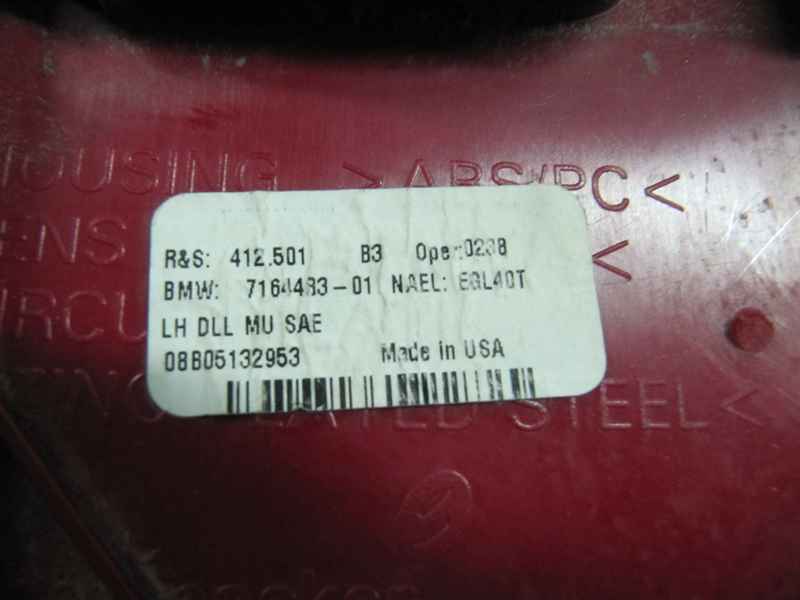 HOUSING >ABS/PC<
ENS <
R&S: 412.501 B3 Oper:0238
BMW: 7164483-01 NAEL: EGL40T
LH DLL MU SAE
08B05132953 Made in USA
STEEL<